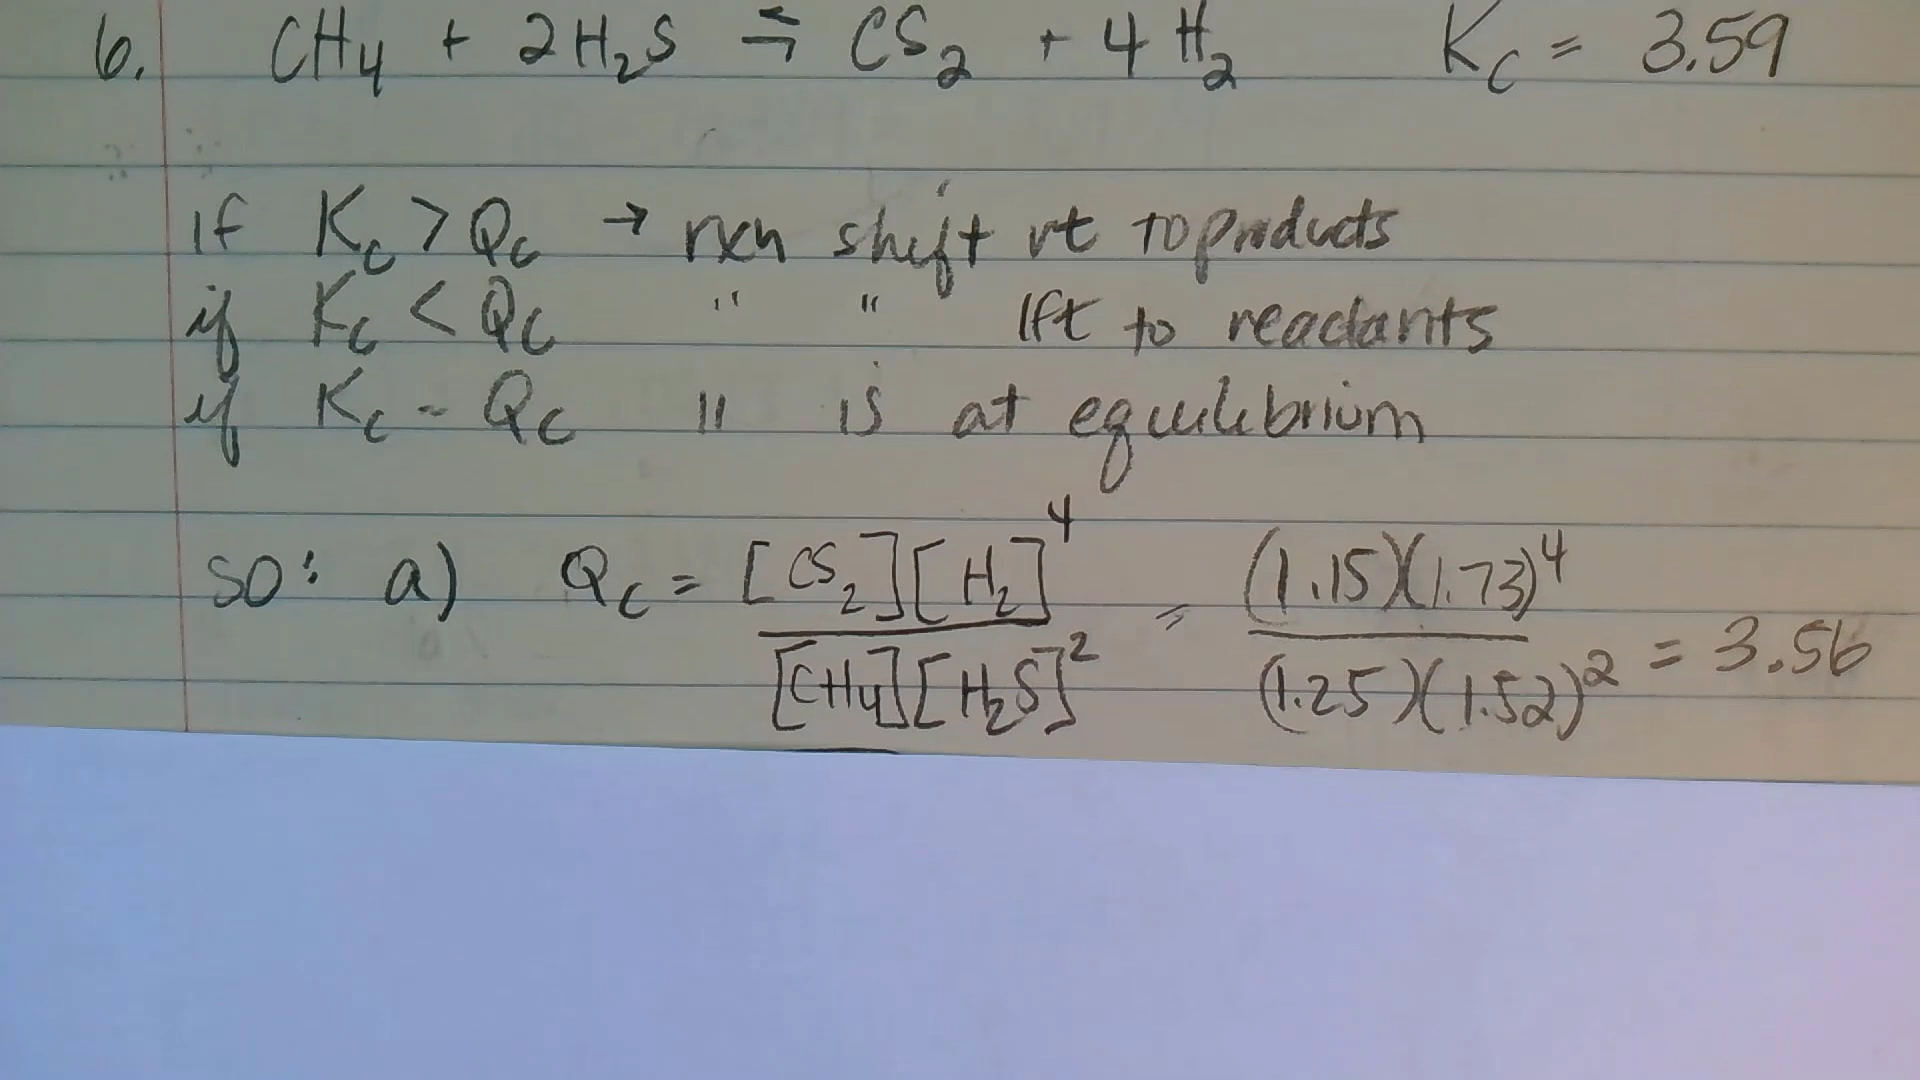 6. CH4 + 2H2S ⇋ CS2 + 4H2 Kc = 3.59
If Kc > Qc → rxn shift rt to products
if Kc < Qc " " lft to reactants
if Kc = Qc " is at equilibrium
so: a) Qc = [CS2][H2]^4 / [CH4][H2S]^2 = (1.15)(1.73)^4 / (1.25)(1.52)^2 = 3.56